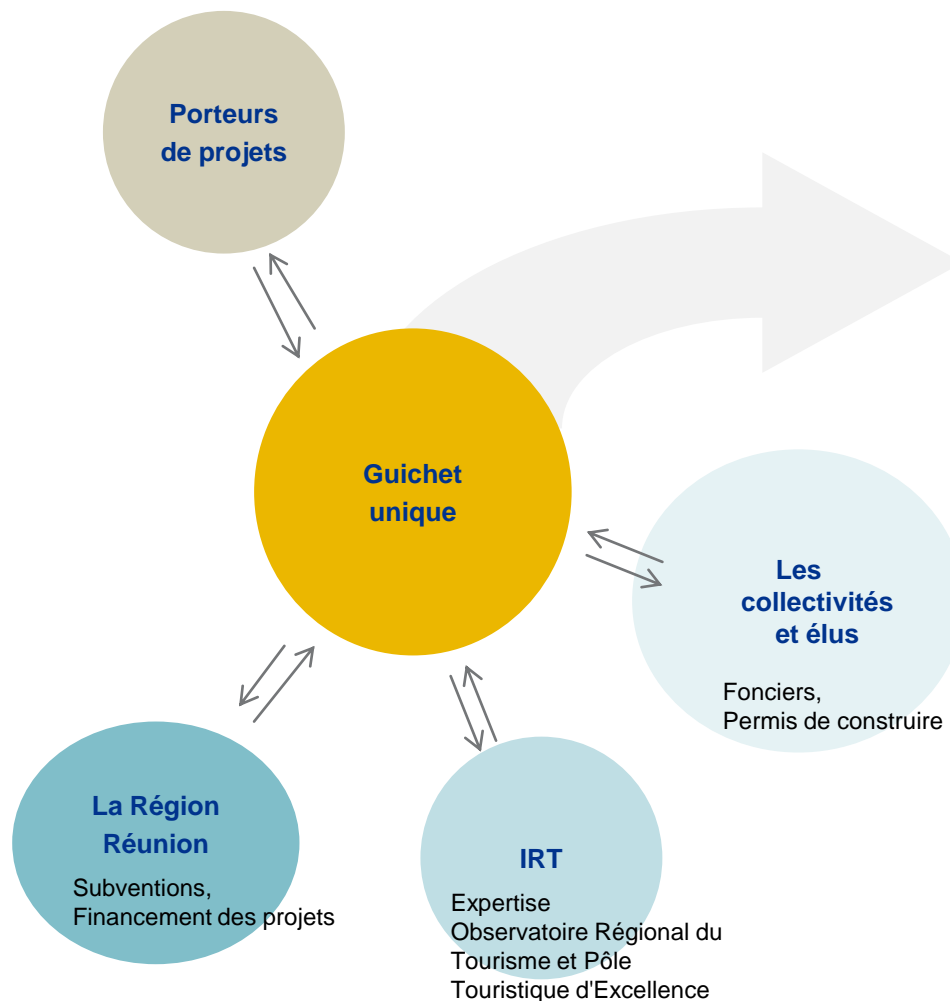 Porteurs
de projets
Guichet
unique
Les
collectivités
et élus
Fonciers,
Permis de construire
La Région
Réunion
Subventions,
Financement des projets
IRT
Expertise
Observatoire Régional du
Tourisme et Pôle
Touristique d'Excellence